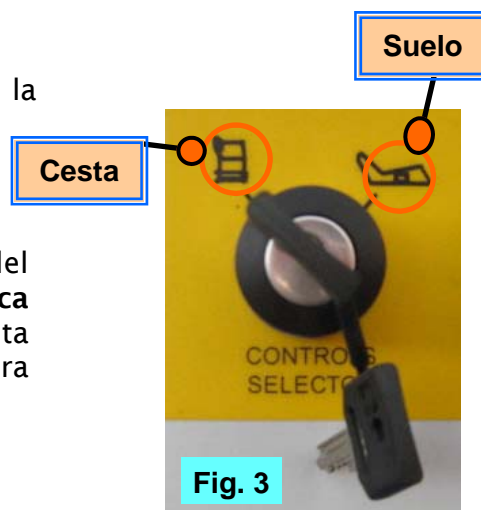 Suelo
la
Cesta
del
ca
ta
ra
CONTROLS
SELECTOR
Fig. 3